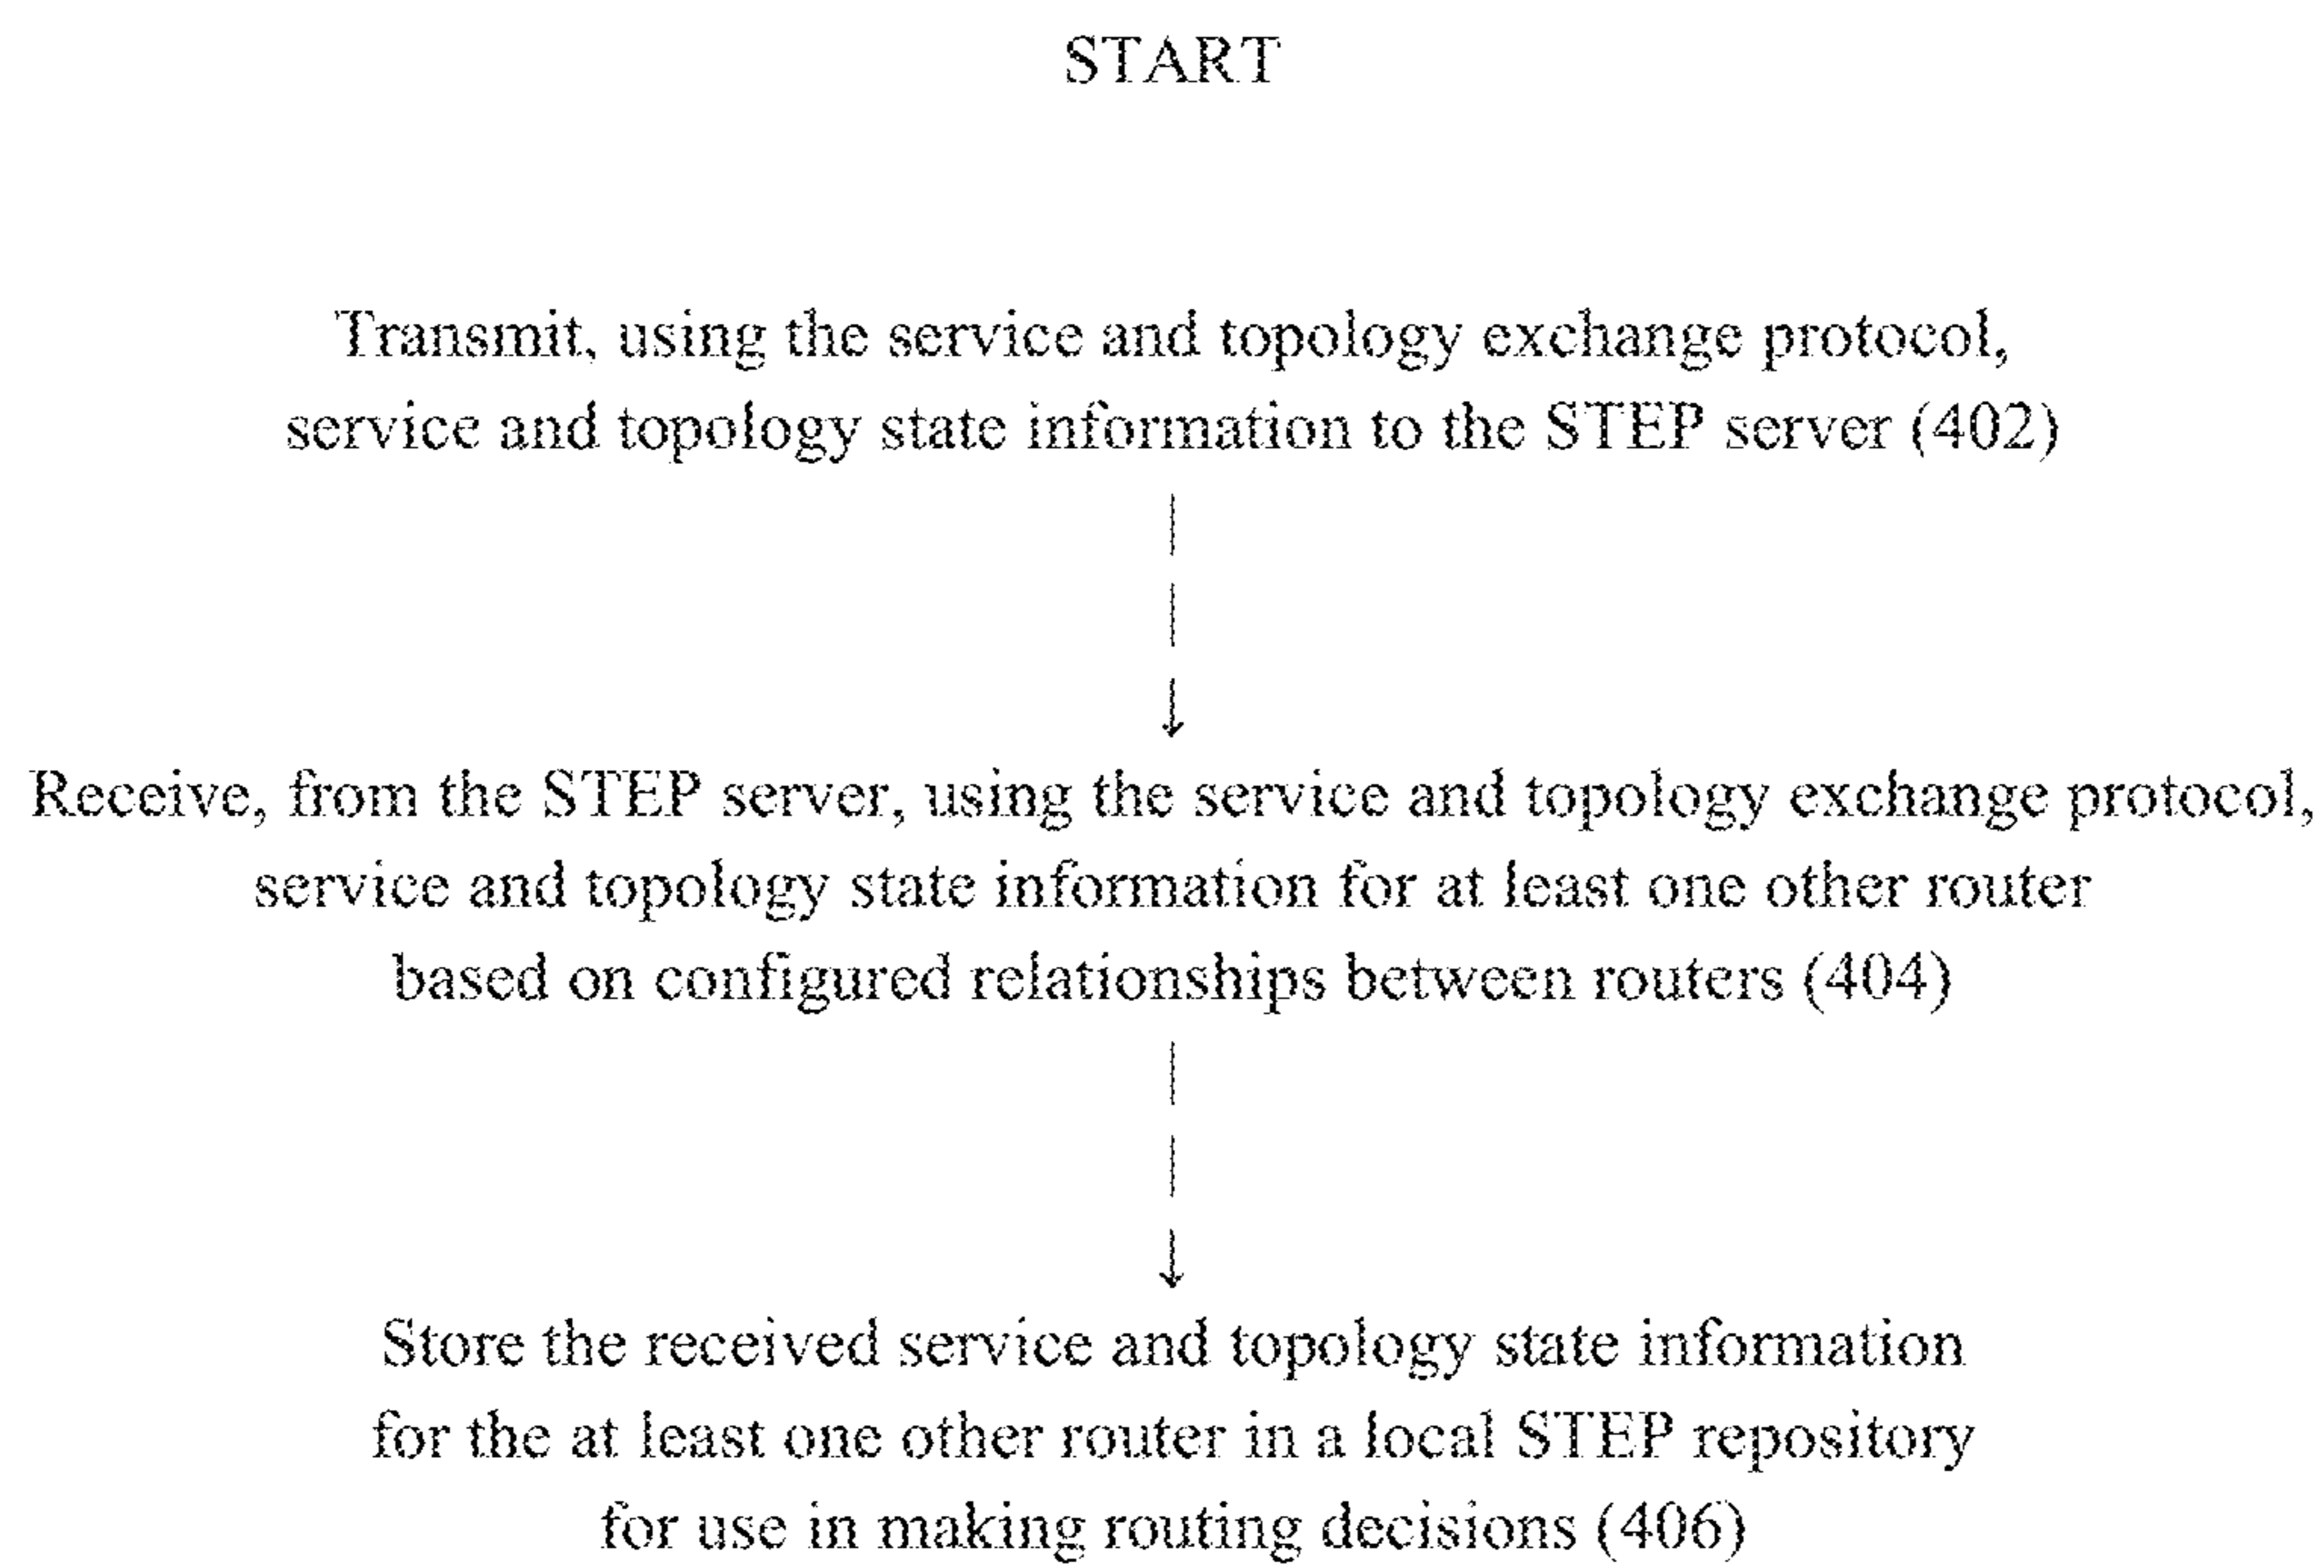 START
Transmit, using the service and topology exchange protocol,
service and topology state information to the STEP server (402)
Receive, from the STEP server, using the service and topology exchange protocol,
service and topology state information for at least one other router
based on configured relationships between routers (404)
Store the received service and topology state information
for the at least one other router in a local STEP repository
for use in making routing decisions (406)